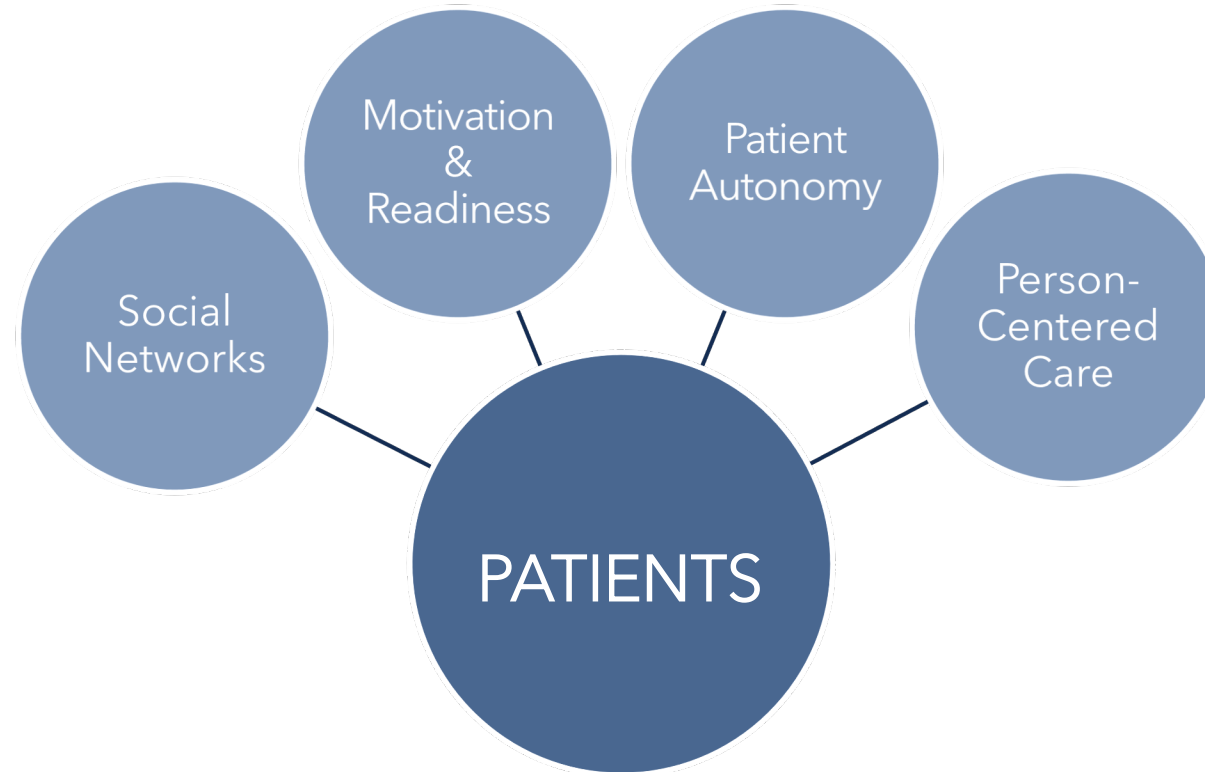 Social
Networks
Motivation
&
Readiness
Patient
Autonomy
Person-
Centered
Care
PATIENTS